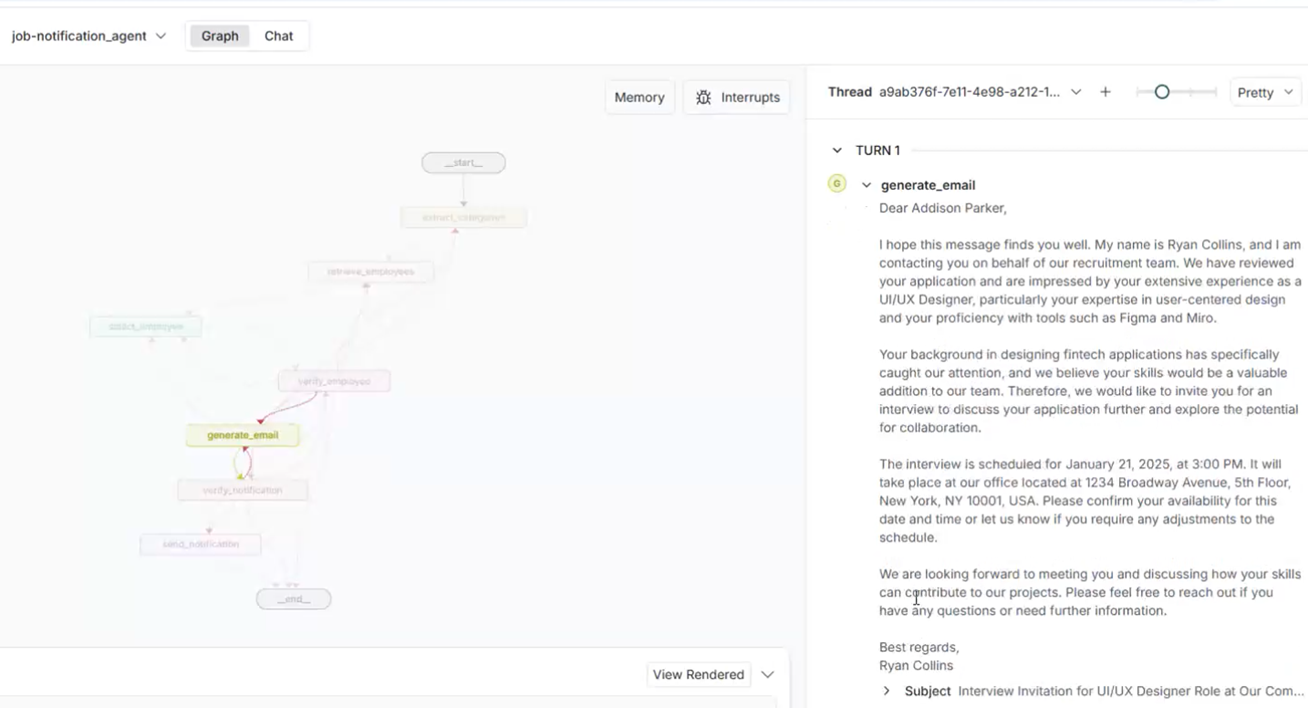 job-notification_agent
Graph
Chat
Memory
Interrupts
__start__
retrieve_employees
verify_employee
generate_email
verify_notification
send_notification
__end__
View Rendered
Thread a9ab376f-7e11-4e98-a212-1...
Pretty
TURN 1
G
generate_email
Dear Addison Parker,
I hope this message finds you well. My name is Ryan Collins, and I am
contacting you on behalf of our recruitment team. We have reviewed
your application and are impressed by your extensive experience as a
UI/UX Designer, particularly your expertise in user-centered design
and your proficiency with tools such as Figma and Miro.
Your background in designing fintech applications has specifically
caught our attention, and we believe your skills would be a valuable
addition to our team. Therefore, we would like to invite you for an
interview to discuss your application further and explore the potential
for collaboration.
The interview is scheduled for January 21, 2025, at 3:00 PM. It will
take place at our office located at 1234 Broadway Avenue, 5th Floor,
New York, NY 10001, USA. Please confirm your availability for this
date and time or let us know if you require any adjustments to the
schedule.
We are looking forward to meeting you and discussing how your skills
can contribute to our projects. Please feel free to reach out if you
have any questions or need further information.
Best regards,
Ryan Collins
Subject Interview Invitation for UI/UX Designer Role at Our Com...